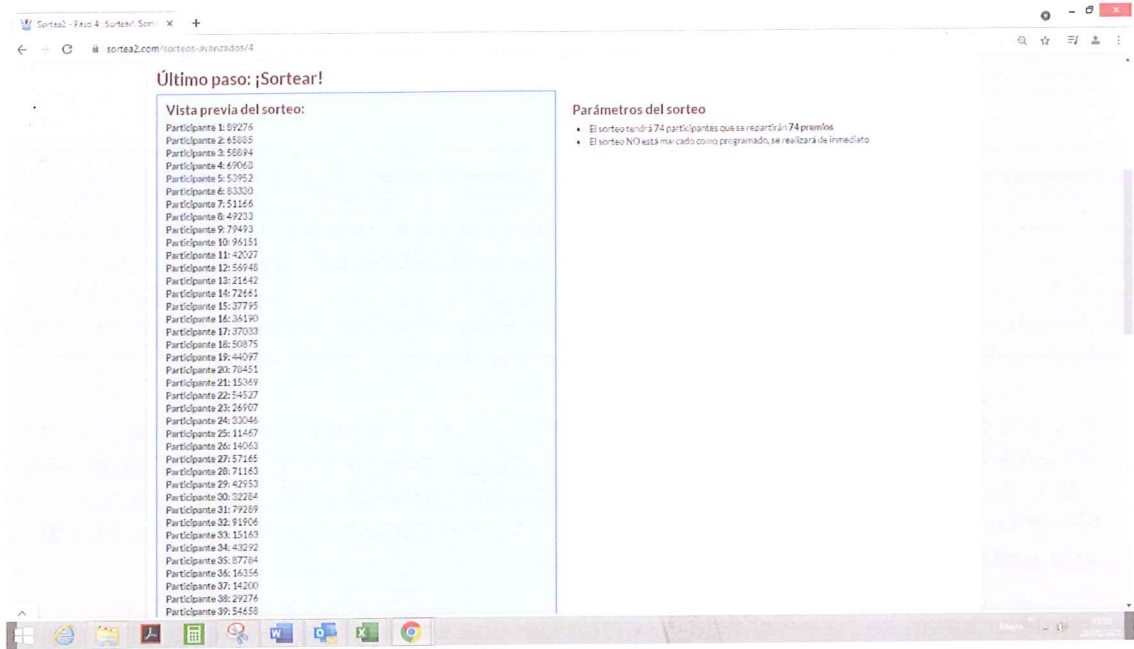 Sortea2 - Paso 4: Sortear! Sort
sortea2.com/sorteos-avanzados/4
Último paso: ¡Sortear!
Vista previa del sorteo:
Participante 1: 89276
Participante 2: 65885
Participante 3: 58894
Participante 4: 69068
Participante 5: 53952
Participante 6: 83330
Participante 7: 51166
Participante 8: 49233
Participante 9: 79493
Participante 10: 96151
Participante 11: 42027
Participante 12: 56948
Participante 13: 21642
Participante 14: 72661
Participante 15: 37795
Participante 16: 36190
Participante 17: 37033
Participante 18: 50875
Participante 19: 44097
Participante 20: 78451
Participante 21: 15369
Participante 22: 54527
Participante 23: 26907
Participante 24: 33046
Participante 25: 11467
Participante 26: 14063
Participante 27: 57165
Participante 28: 71163
Participante 29: 42953
Participante 30: 32284
Participante 31: 79289
Participante 32: 91906
Participante 33: 15163
Participante 34: 43292
Participante 35: 87784
Participante 36: 16356
Participante 37: 14200
Participante 38: 29276
Participante 39: 54658
Parámetros del sorteo
El sorteo tendrá 74 participantes que se repartirán 74 premios
El sorteo NO está marcado como programado, se realizará de inmediato